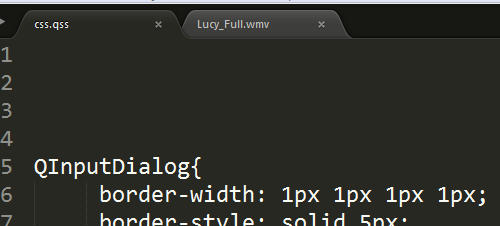 css.qss × Lucy_Full.wmv ×
1
2
3
4
5 QInputDialog{
6 border-width: 1px 1px 1px 1px;
7 border-style: solid 5px;